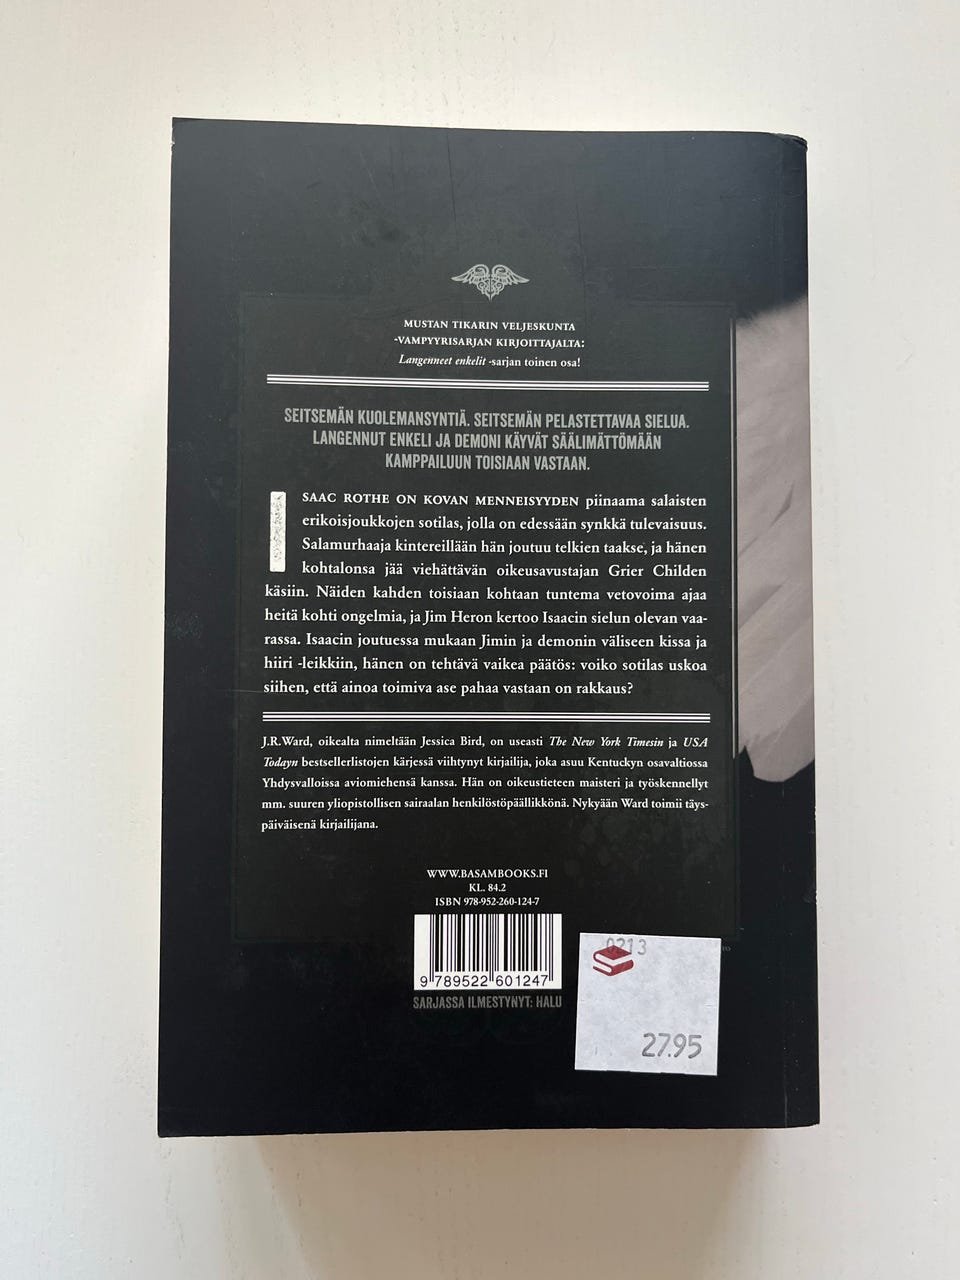 MUSTAN TIKARIN VELJESKUNTA
-VAMPYYRISARJAN KIRJOITTAJALTA:
Langenneet enkelit -sarjan toinen osa!
SEITSEMÄN KUOLEMANSYNTIÄ. SEITSEMÄN PELASTETTAVAA SIELUA.
LANGENNUT ENKELI JA DEMONI KÄYVÄT SÄÄLIMÄTTÖMÄÄN
KAMPPAILUUN TOISIAAN VASTAAN.
ISAAC ROTHE ON KOVAN MENNEISYYDEN piinaama salaisten
erikoisjoukkojen sotilas, jolla on edessään synkkä tulevaisuus.
Salamurhaaja kintereillään hän joutuu telkien taakse, ja hänen
kohtalonsa jää viehättävän oikeusavustajan Grier Childen
käsiin. Näiden kahden toisiaan kohtaan tuntema vetovoima ajaa
heitä kohti ongelmia, ja Jim Heron kertoo Isaacin sielun olevan vaa-
rassa. Isaacin joutuessa mukaan Jimin ja demonin väliseen kissa ja
hiiri -leikkiin, hänen on tehtävä vaikea päätös: voiko sotilas uskoa
siihen, että ainoa toimiva ase pahaa vastaan on rakkaus?
J.R.Ward, oikealta nimeltään Jessica Bird, on useasti The New York Timesin ja USA
Todayn bestsellerlistojen kärjessä viihtynyt kirjailija, joka asuu Kentuckyn osavaltiossa
Yhdysvalloissa aviomiehensä kanssa. Hän on oikeustieteen maisteri ja työskennellyt
mm. suuren yliopistollisen sairaalan henkilöstöpäällikkönä. Nykyään Ward toimii täys-
päiväisenä kirjailijana.
WWW.BASAMBOOKS.FI
KL. 84.2
ISBN 978-952-260-124-7
9 789522 601247
SARJASSA ILMESTYNYT: HALU
0213
27.95